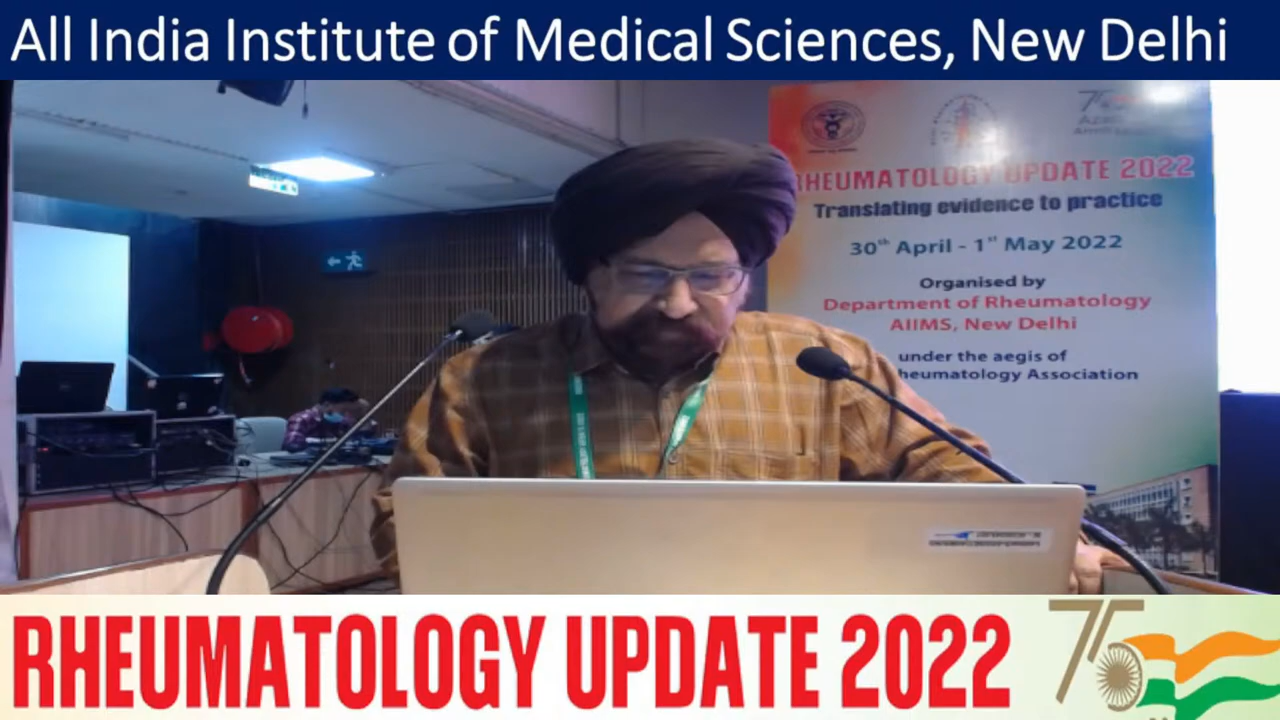 All India Institute of Medical Sciences, New Delhi
RHEUMATOLOGY UPDATE 2022
Translating evidence to practice
30th April - 1st May 2022
Organised by
Department of Rheumatology
AIIMS, New Delhi
under the aegis of
heumatology Association
RHEUMATOLOGY UPDATE 2022
75